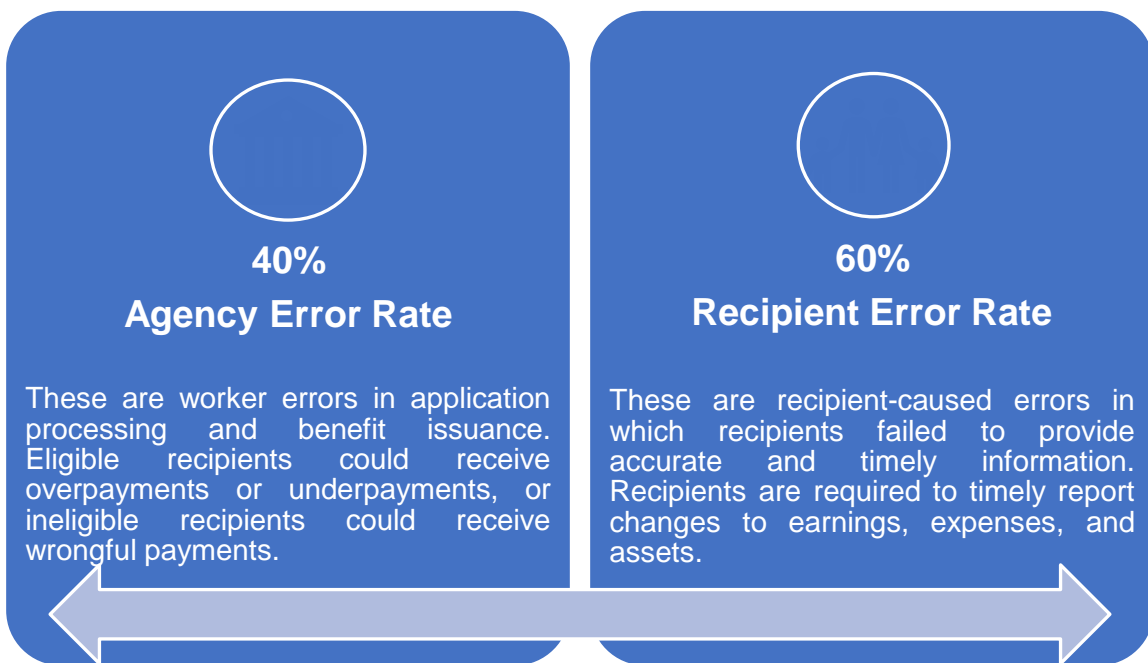 40%
Agency Error Rate
These are worker errors in application
processing and benefit issuance.
Eligible recipients could receive
overpayments or underpayments, or
ineligible recipients could receive
wrongful payments.
60%
Recipient Error Rate
These are recipient-caused errors in
which recipients failed to provide
accurate and timely information.
Recipients are required to timely report
changes to earnings, expenses, and
assets.